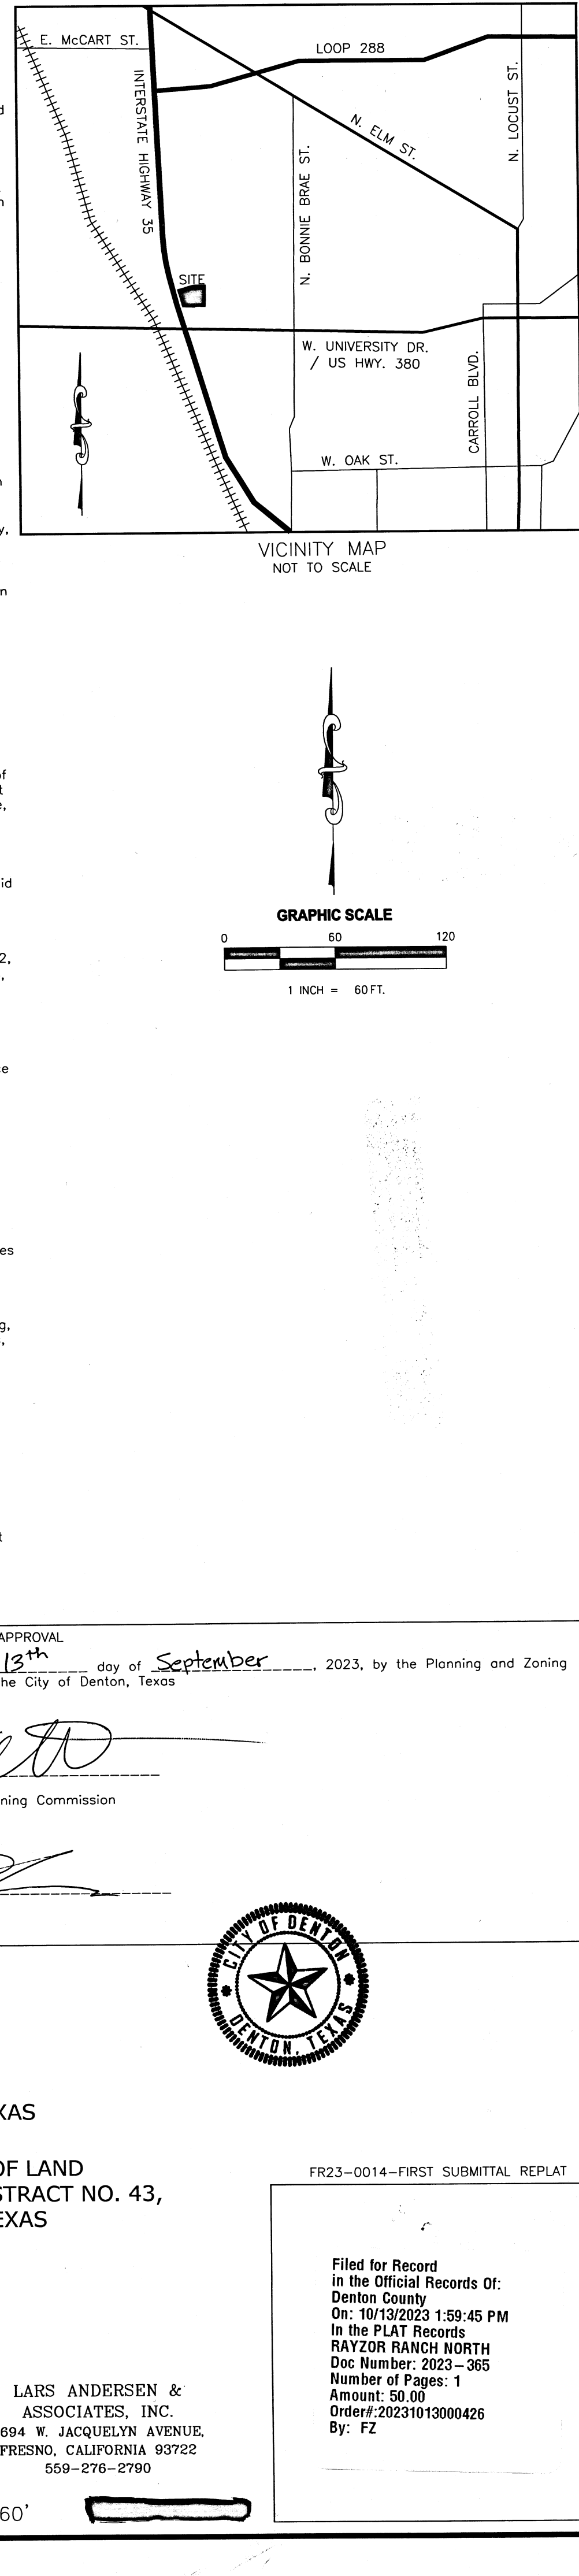 E. McCART ST.
LOOP 288
INTERSTATE HIGHWAY 35
N. LOCUST ST.
N. ELM ST.
N. BONNIE BRAE ST.
SITE
W. UNIVERSITY DR.
/ US HWY. 380
CARROLL BLVD.
W. OAK ST.
VICINITY MAP
NOT TO SCALE
GRAPHIC SCALE
0 60 120
1 INCH = 60 FT.
APPROVAL
13th day of September, 2023, by the Planning and Zoning
he City of Denton, Texas
ning Commission
CITY OF DENTON
DENTON, TEXAS
XAS
OF LAND
STRACT NO. 43,
EXAS
FR23-0014-FIRST SUBMITTAL REPLAT
Filed for Record
in the Official Records Of:
Denton County
On: 10/13/2023 1:59:45 PM
In the PLAT Records
RAYZOR RANCH NORTH
Doc Number: 2023-365
Number of Pages: 1
Amount: 50.00
Order#:20231013000426
By: FZ
LARS ANDERSEN &
ASSOCIATES, INC.
694 W. JACQUELYN AVENUE,
FRESNO, CALIFORNIA 93722
559-276-2790
60'